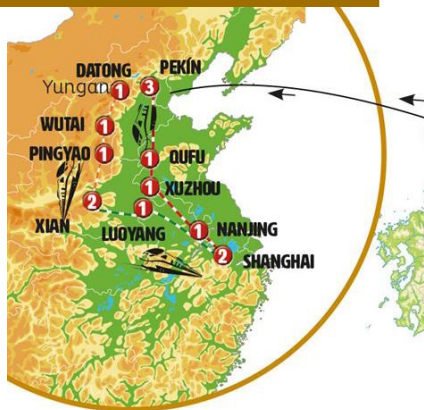 DATONG
PEKÍN
Yungan
1
3
WUTAI
1
PINGYAO
1
1
QUFU
1
XUZHOU
2
1
XIAN
LUOYANG
1
NANJING
2
SHANGHAI